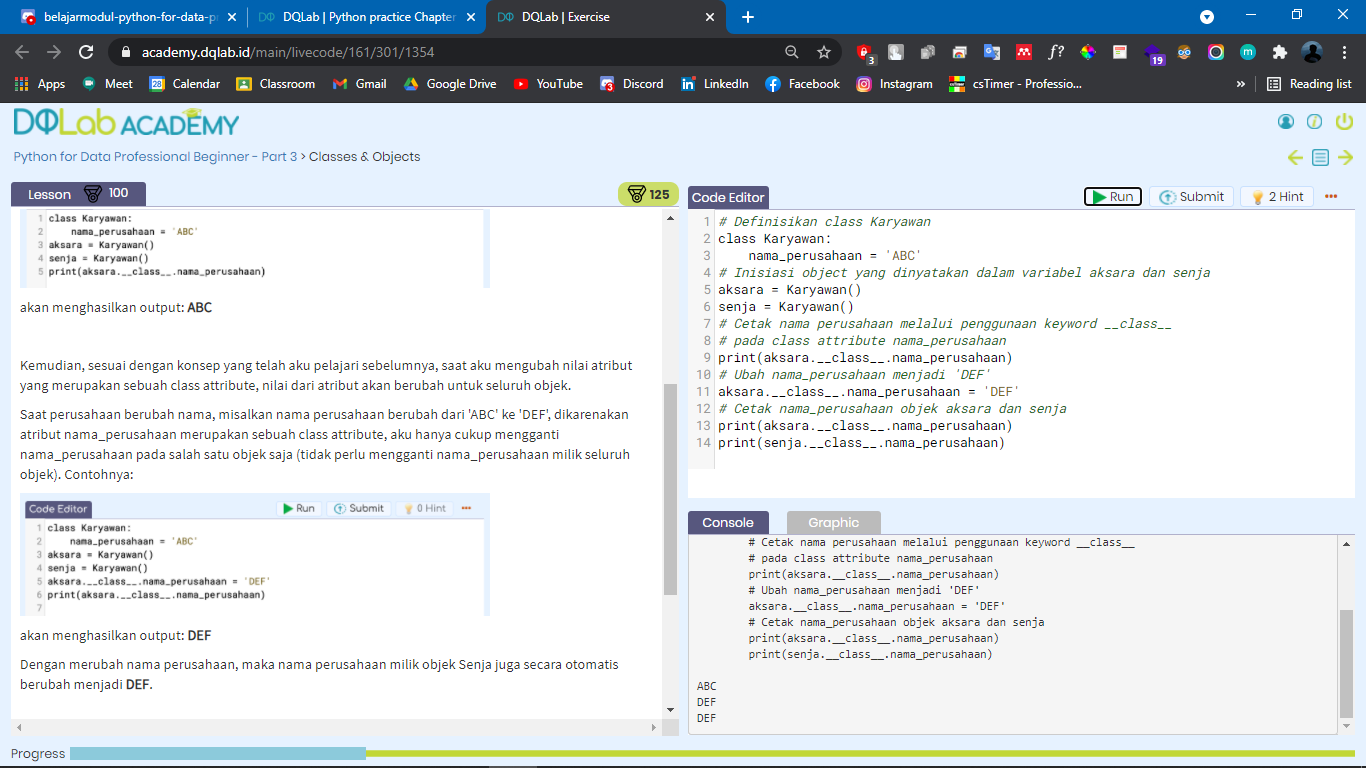 belajarmodul-python-for-data-p
DQLab | Python practice Chapter
DQLab | Exercise
academy.dqlab.id/main/livecode/161/301/1354
3
f?
19
Apps
Meet
28
Calendar
Classroom
Gmail
Google Drive
YouTube
3
Discord
LinkedIn
Facebook
Instagram
csTimer - Professio...
»
Reading list
DQLab ACADEMY
Python for Data Professional Beginner - Part 3 > Classes & Objects
Lesson
100
125
1 class Karyawan:
2 nama_perusahaan = 'ABC'
3 aksara = Karyawan()
4 senja = Karyawan()
5 print(aksara.__class__.nama_perusahaan)
akan menghasilkan output: ABC
Kemudian, sesuai dengan konsep yang telah aku pelajari sebelumnya, saat aku mengubah nilai atribut
yang merupakan sebuah class attribute, nilai dari atribut akan berubah untuk seluruh objek.
Saat perusahaan berubah nama, misalkan nama perusahaan berubah dari 'ABC' ke 'DEF', dikarenakan
atribut nama_perusahaan merupakan sebuah class attribute, aku hanya cukup mengganti
nama_perusahaan pada salah satu objek saja (tidak perlu mengganti nama_perusahaan milik seluruh
objek). Contohnya:
Code Editor
Run
Submit
0 Hint
1 class Karyawan:
2 nama_perusahaan = 'ABC'
3 aksara = Karyawan()
4 senja = Karyawan()
5 aksara.__class__.nama_perusahaan = 'DEF'
6 print(aksara.__class__.nama_perusahaan)
7
akan menghasilkan output: DEF
Dengan merubah nama perusahaan, maka nama perusahaan milik objek Senja juga secara otomatis
berubah menjadi DEF.
Code Editor
Run
Submit
2 Hint
1 # Definisikan class Karyawan
2 class Karyawan:
3 nama_perusahaan = 'ABC'
4 # Inisiasi object yang dinyatakan dalam variabel aksara dan senja
5 aksara = Karyawan()
6 senja = Karyawan()
7 # Cetak nama perusahaan melalui penggunaan keyword __class__
8 # pada class attribute nama_perusahaan
9 print(aksara.__class__.nama_perusahaan)
10 # Ubah nama_perusahaan menjadi 'DEF'
11 aksara.__class__.nama_perusahaan = 'DEF'
12 # Cetak nama_perusahaan objek aksara dan senja
13 print(aksara.__class__.nama_perusahaan)
14 print(senja.__class__.nama_perusahaan)
Console
Graphic
# Cetak nama perusahaan melalui penggunaan keyword __class__
# pada class attribute nama_perusahaan
print(aksara.__class__.nama_perusahaan)
# Ubah nama_perusahaan menjadi 'DEF'
aksara.__class__.nama_perusahaan = 'DEF'
# Cetak nama_perusahaan objek aksara dan senja
print(aksara.__class__.nama_perusahaan)
print(senja.__class__.nama_perusahaan)
ABC
DEF
DEF
Progress